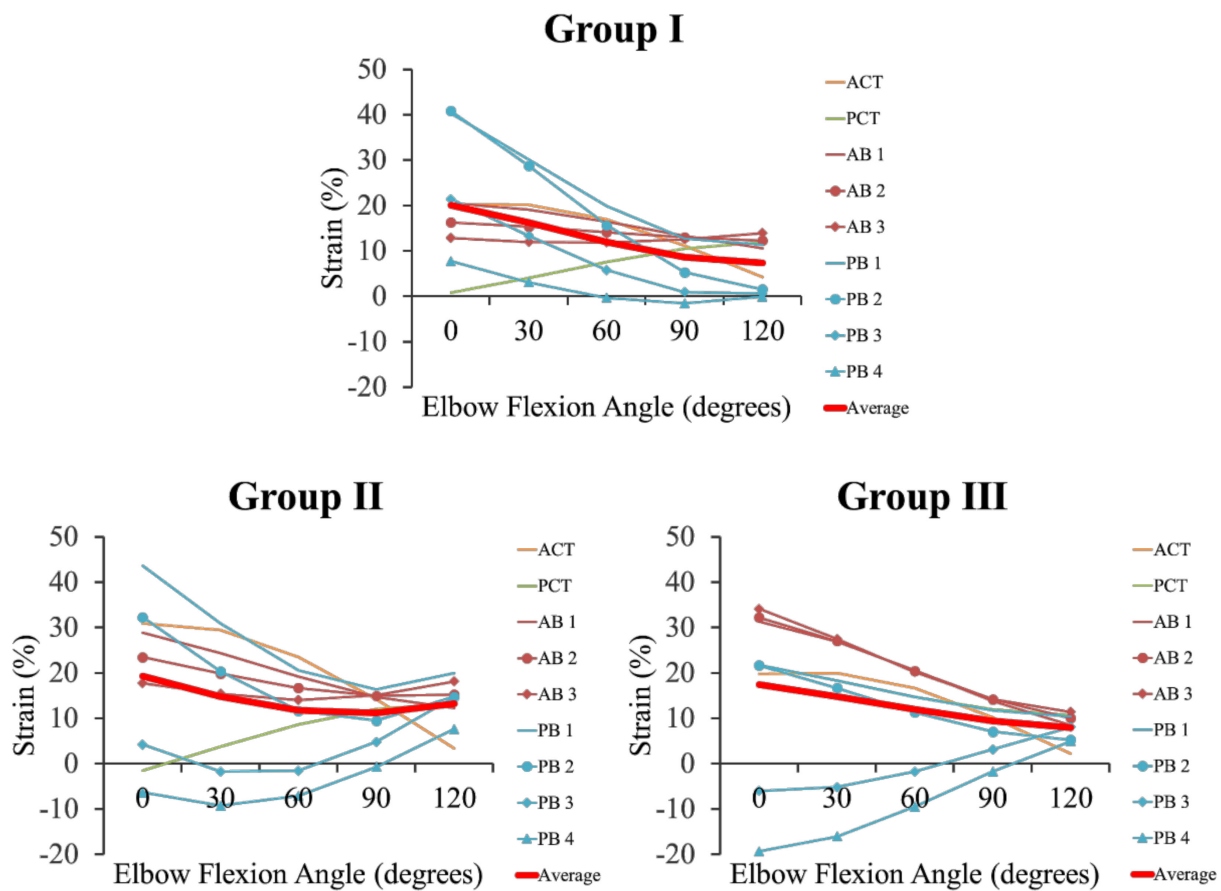 Group I
50
40
30
20
10
0
-10
-20
Strain (%)
0 30 60 90 120
Elbow Flexion Angle (degrees)
ACT
PCT
AB 1
AB 2
AB 3
PB 1
PB 2
PB 3
PB 4
Average
Group II
50
40
30
20
10
0
-10
-20
Strain (%)
0 30 60 90 120
Elbow Flexion Angle (degrees)
ACT
PCT
AB 1
AB 2
AB 3
PB 1
PB 2
PB 3
PB 4
Average
Group III
50
40
30
20
10
0
-10
-20
Strain (%)
0 30 60 90 120
Elbow Flexion Angle (degrees)
ACT
PCT
AB 1
AB 2
AB 3
PB 1
PB 2
PB 3
PB 4
Average